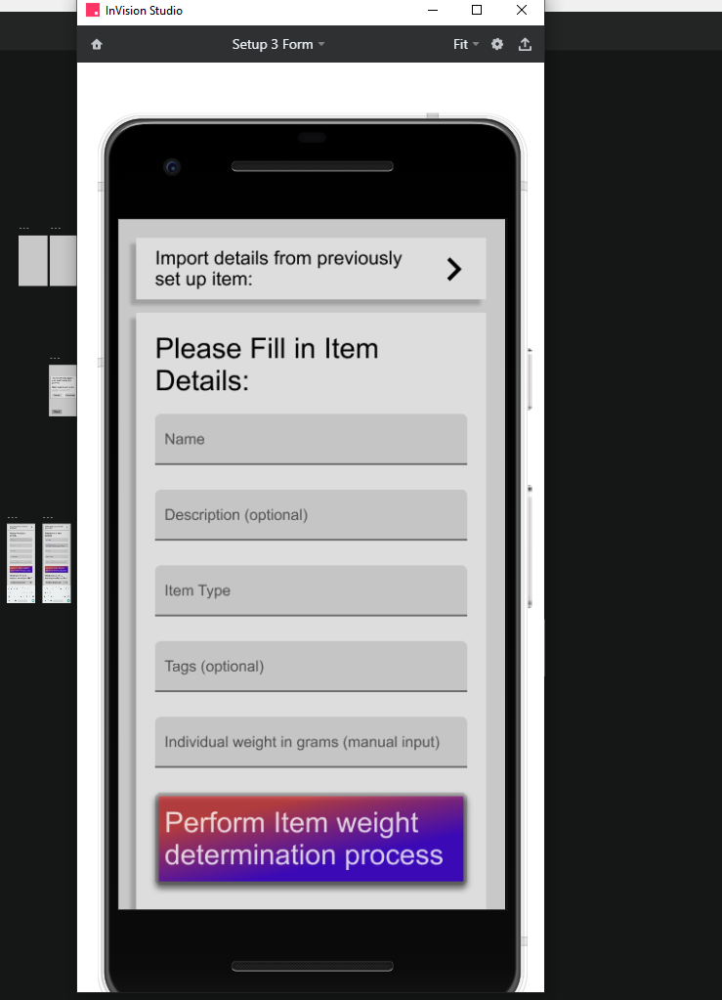 InVision Studio
Setup 3 Form
Fit
Import details from previously
set up item:
Please Fill in Item
Details:
Name
Description (optional)
Item Type
Tags (optional)
Individual weight in grams (manual input)
Perform Item weight
determination process